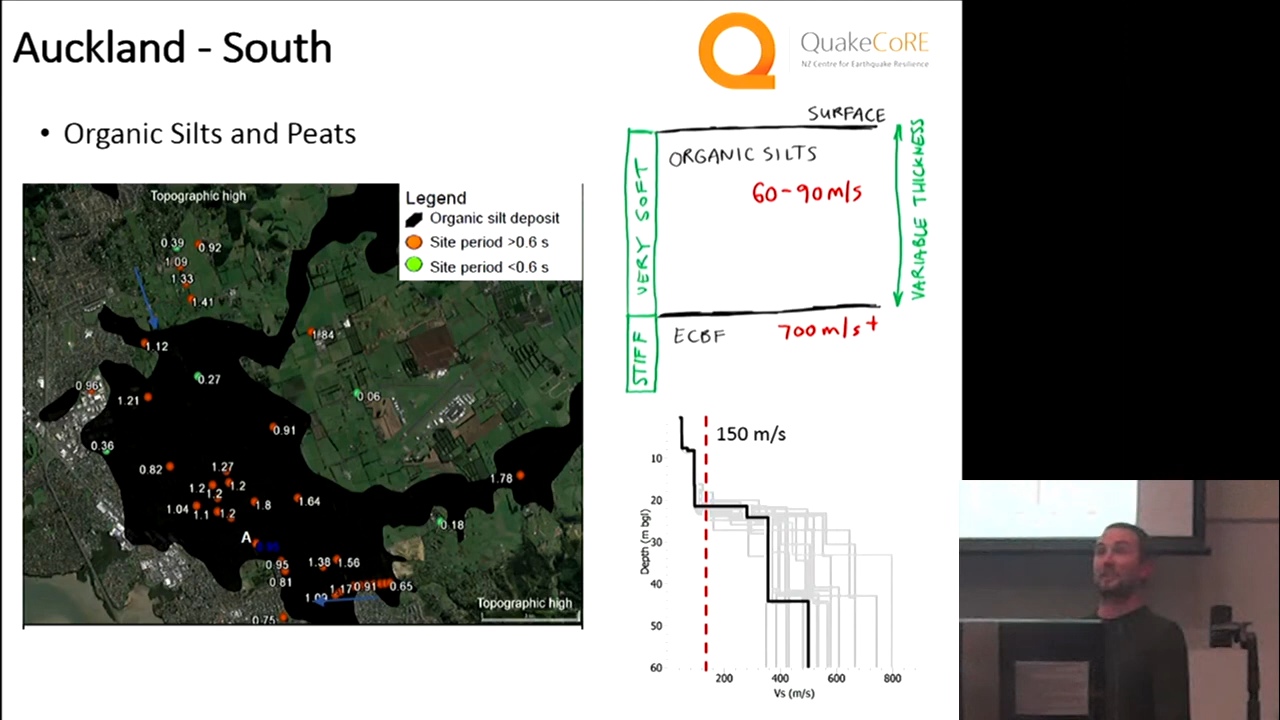 Auckland - South
QuakeCoRE
NZ Centre for Earthquake Resilience
• Organic Silts and Peats
Topographic high
Legend
Organic silt deposit
Site period >0.6 s
Site period <0.6 s
0.39
0.92
1.09
1.33
1.41
1.12
1.84
0.27
0.96
1.21
0.06
0.91
0.36
0.82
1.27
1.78
1.2
1.2
1.2
1.64
1.8
1.04
1.1
1.2
0.18
A
0.95
1.38
1.56
0.81
1.17
0.91
0.65
1.09
0.75
Topographic high
SURFACE
ORGANIC SILTS
60-90 m/s
VERY SOFT
VARIABLE THICKNESS
ECBF
700 m/s +
STIFF
150 m/s
10
20
30
40
50
60
Depth (m bgl)
200
400
600
800
Vs (m/s)